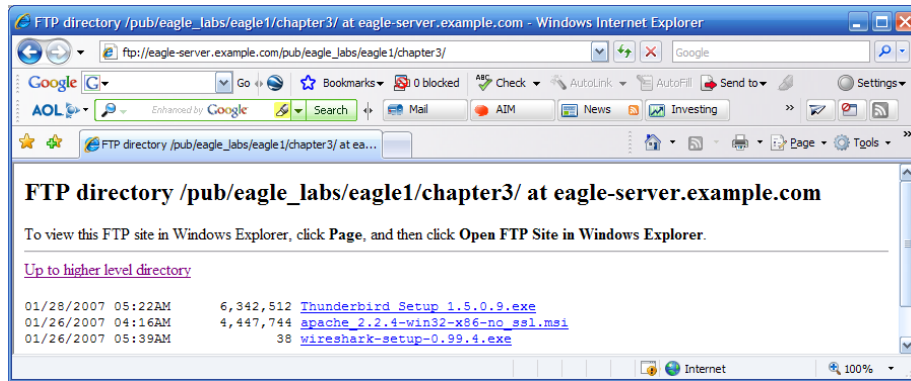 FTP directory /pub/eagle_labs/eagle1/chapter3/ at eagle-server.example.com - Windows Internet Explorer
ftp://eagle-server.example.com/pub/eagle_labs/eagle1/chapter3/
Google
Google G Go Bookmarks 0 blocked ABC Check AutoLink AutoFill Send to Settings
AOL Enhanced by Google Search Mail AIM News Investing »
FTP directory /pub/eagle_labs/eagle1/chapter3/ at ea... Page Tools »
FTP directory /pub/eagle_labs/eagle1/chapter3/ at eagle-server.example.com
To view this FTP site in Windows Explorer, click Page, and then click Open FTP Site in Windows Explorer.
Up to higher level directory
01/28/2007 05:22AM 6,342,512 Thunderbird Setup 1.5.0.9.exe
01/26/2007 04:16AM 4,447,744 apache_2.2.4-win32-x86-no_ssl.msi
01/26/2007 05:39AM 38 wireshark-setup-0.99.4.exe
Internet 100%